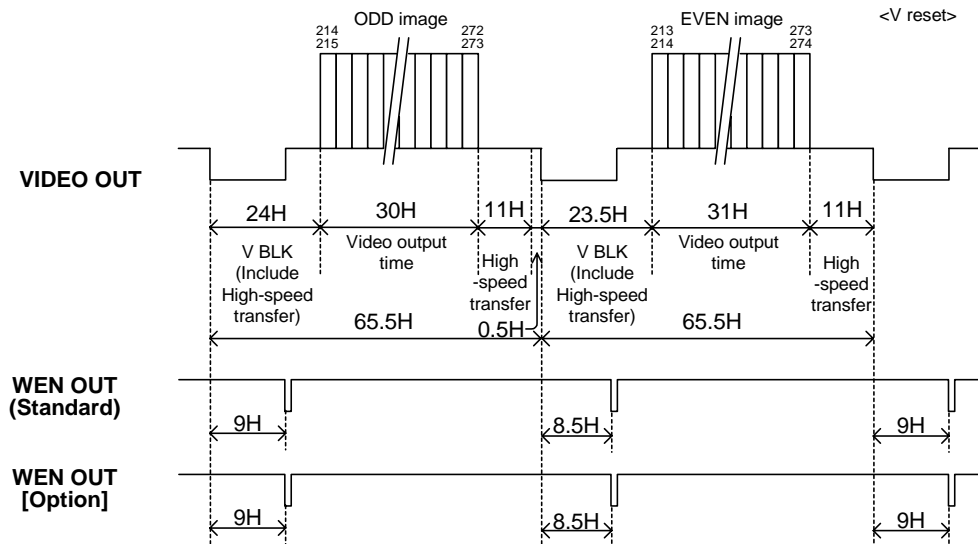 ODD image
EVEN image
<V reset>
214
215
272
273
213
214
273
274
VIDEO OUT
24H
30H
11H
23.5H
31H
11H
V BLK
(Include
High-speed
transfer)
Video output
time
High
-speed
transfer
V BLK
(Include
High-speed
transfer)
Video output
time
High
-speed
transfer
65.5H
0.5H
65.5H
WEN OUT
(Standard)
9H
8.5H
9H
WEN OUT
[Option]
9H
8.5H
9H